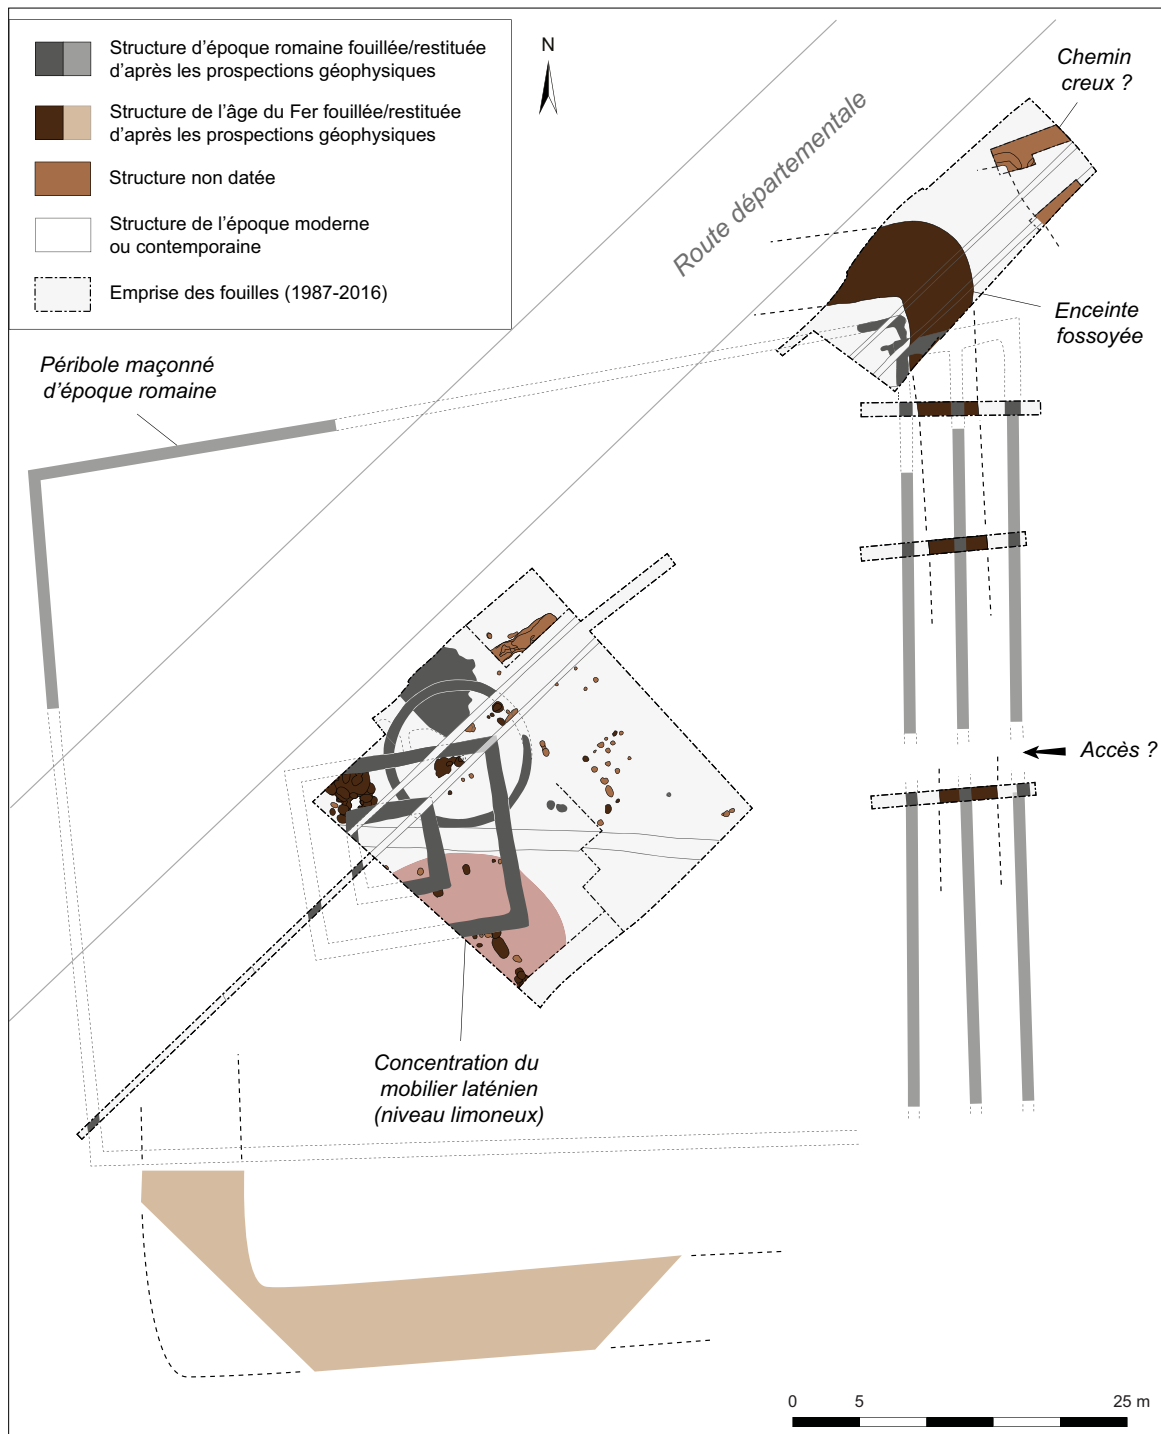 Structure d'époque romaine fouillée/restituée
d'après les prospections géophysiques
Structure de l'âge du Fer fouillée/restituée
d'après les prospections géophysiques
Structure non datée
Structure de l'époque moderne
ou contemporaine
Emprise des fouilles (1987-2016)
N
Chemin
creux ?
Route départementale
Enceinte
fossoyée
Péribole maçonné
d'époque romaine
Accès ?
Concentration du
mobilier laténien
(niveau limoneux)
0 5 25 m